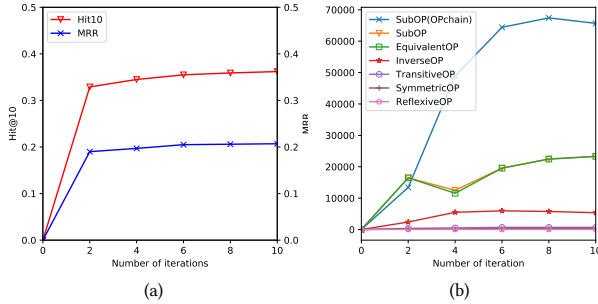 0.5
0.4
0.3
0.2
0.1
0.0
Hit@10
0
2
4
6
8
10
Number of iterations
0.5
0.4
0.3
0.2
0.1
0.0
MRR
Hit10
MRR
(a)
70000
60000
50000
40000
30000
20000
10000
0
0
2
4
6
8
10
Number of iteration
SubOP(OPchain)
SubOP
EquivalentOP
InverseOP
TransitiveOP
SymmetricOP
ReflexiveOP
(b)